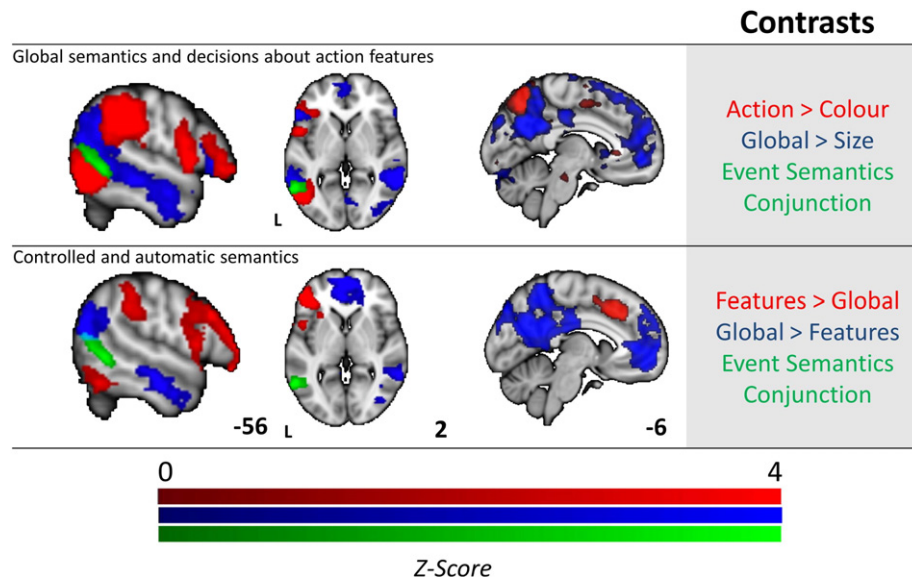 Contrasts
Global semantics and decisions about action features
Action > Colour
Global > Size
Event Semantics
Conjunction
L
Controlled and automatic semantics
Features > Global
Global > Features
Event Semantics
Conjunction
-56 L 2 -6
0 4
Z-Score